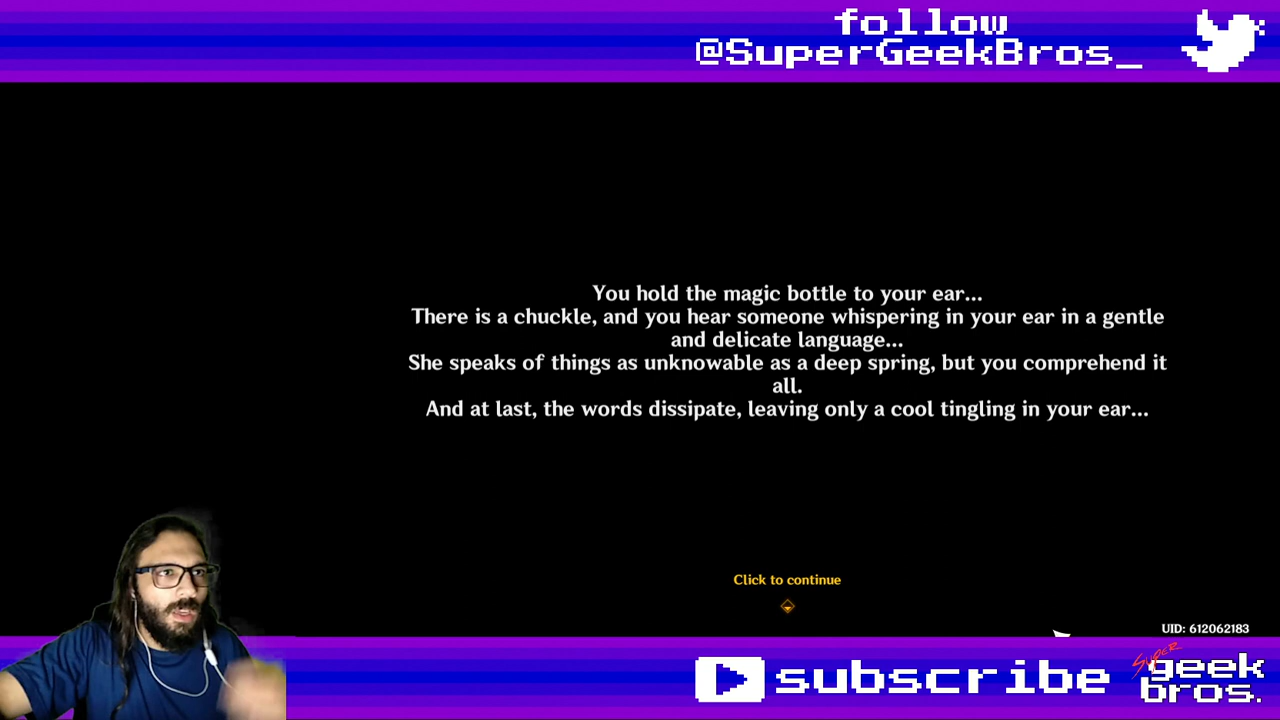 follow
@SuperGeekBros_
You hold the magic bottle to your ear...
There is a chuckle, and you hear someone whispering in your ear in a gentle
and delicate language...
She speaks of things as unknowable as a deep spring, but you comprehend it
all.
And at last, the words dissipate, leaving only a cool tingling in your ear...
Click to continue
UID: 612062183
subscribe
SUPER
geek
bros.